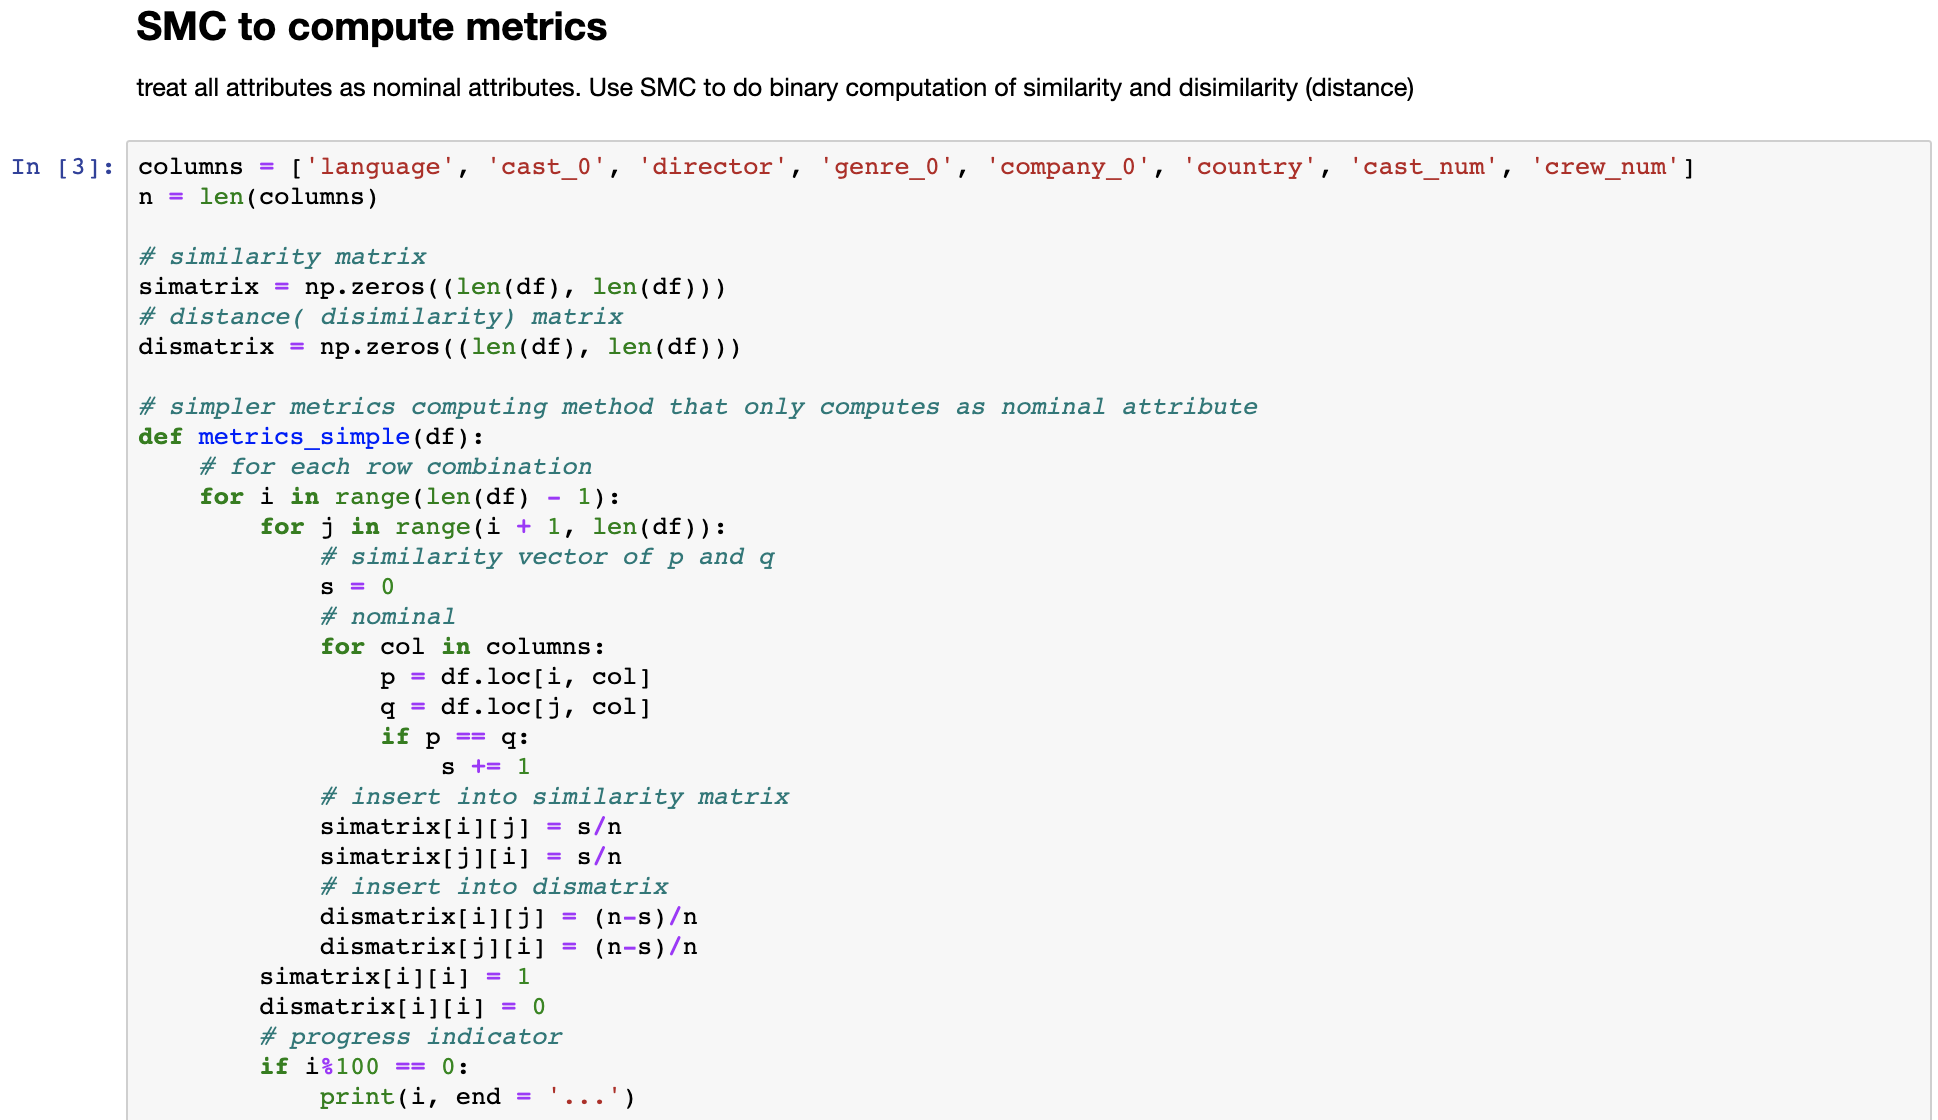 SMC to compute metrics
treat all attributes as nominal attributes. Use SMC to do binary computation of similarity and disimilarity (distance)
In [3]: columns = ['language', 'cast_0', 'director', 'genre_0', 'company_0', 'country', 'cast_num', 'crew_num']
n = len(columns)
# similarity matrix
simatrix = np.zeros((len(df), len(df)))
# distance( disimilarity) matrix
dismatrix = np.zeros((len(df), len(df)))
# simpler metrics computing method that only computes as nominal attribute
def metrics_simple(df):
    # for each row combination
    for i in range(len(df) - 1):
        for j in range(i + 1, len(df)):
            # similarity vector of p and q
            s = 0
            # nominal
            for col in columns:
                p = df.loc[i, col]
                q = df.loc[j, col]
                if p == q:
                    s += 1
            # insert into similarity matrix
            simatrix[i][j] = s/n
            simatrix[j][i] = s/n
            # insert into dismatrix
            dismatrix[i][j] = (n-s)/n
            dismatrix[j][i] = (n-s)/n
        simatrix[i][i] = 1
        dismatrix[i][i] = 0
        # progress indicator
        if i%100 == 0:
            print(i, end = '...')